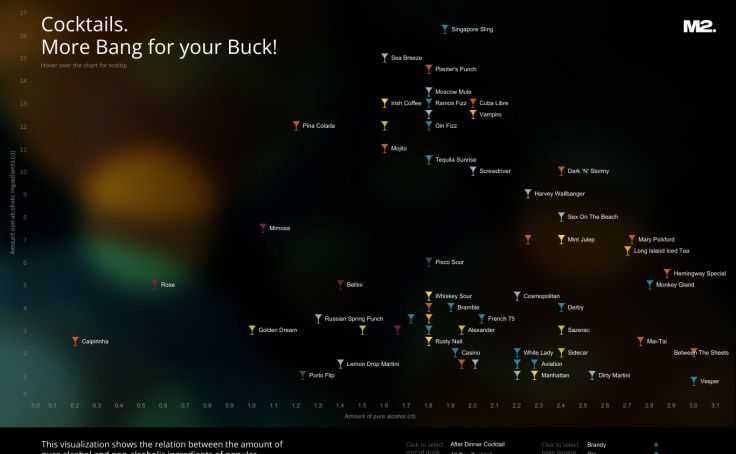 Cocktails.
More Bang for your Buck!
Hover over the chart for tooltip.
M2.
17
16
15
14
13
12
11
10
9
8
7
6
5
4
3
2
1
0
Amount non-alcoholic ingredients (cl)
Singapore Sling
Sea Breeze
Planter's Punch
Moscow Mule
Irish Coffee
Ramos Fizz
Cuba Libre
Vampiro
Pina Colada
Gin Fizz
Mojito
Tequila Sunrise
Screwdriver
Dark 'N' Stormy
Harvey Wallbanger
Sex On The Beach
Mimosa
Mint Julep
Mary Pickford
Long Island Iced Tea
Pisco Sour
Hemingway Special
Rose
Bellini
Monkey Gland
Whiskey Sour
Cosmopolitan
Bramble
Derby
Russian Spring Punch
French 75
Golden Dream
Alexander
Sazerac
Caipirinha
Rusty Nail
Mai-Tai
Casino
White Lady
Sidecar
Between The Sheets
Lemon Drop Martini
Aviation
Porto Flip
Manhattan
Dirty Martini
Vesper
0.0 0.1 0.2 0.3 0.4 0.5 0.6 0.7 0.8 0.9 1.0 1.2 1.3 1.4 1.5 1.6 1.7 1.8 1.9 2.0 2.1 2.2 2.3 2.4 2.5 2.6 2.7 2.8 2.9 3.0 3.1
Amount of pure alcohol (cl)
This visualization shows the relation between the amount of
pure alcohol and non-alcoholic ingredients of popular
Click to select
sort of drink
After Dinner Cocktail
Click to select
Brandy